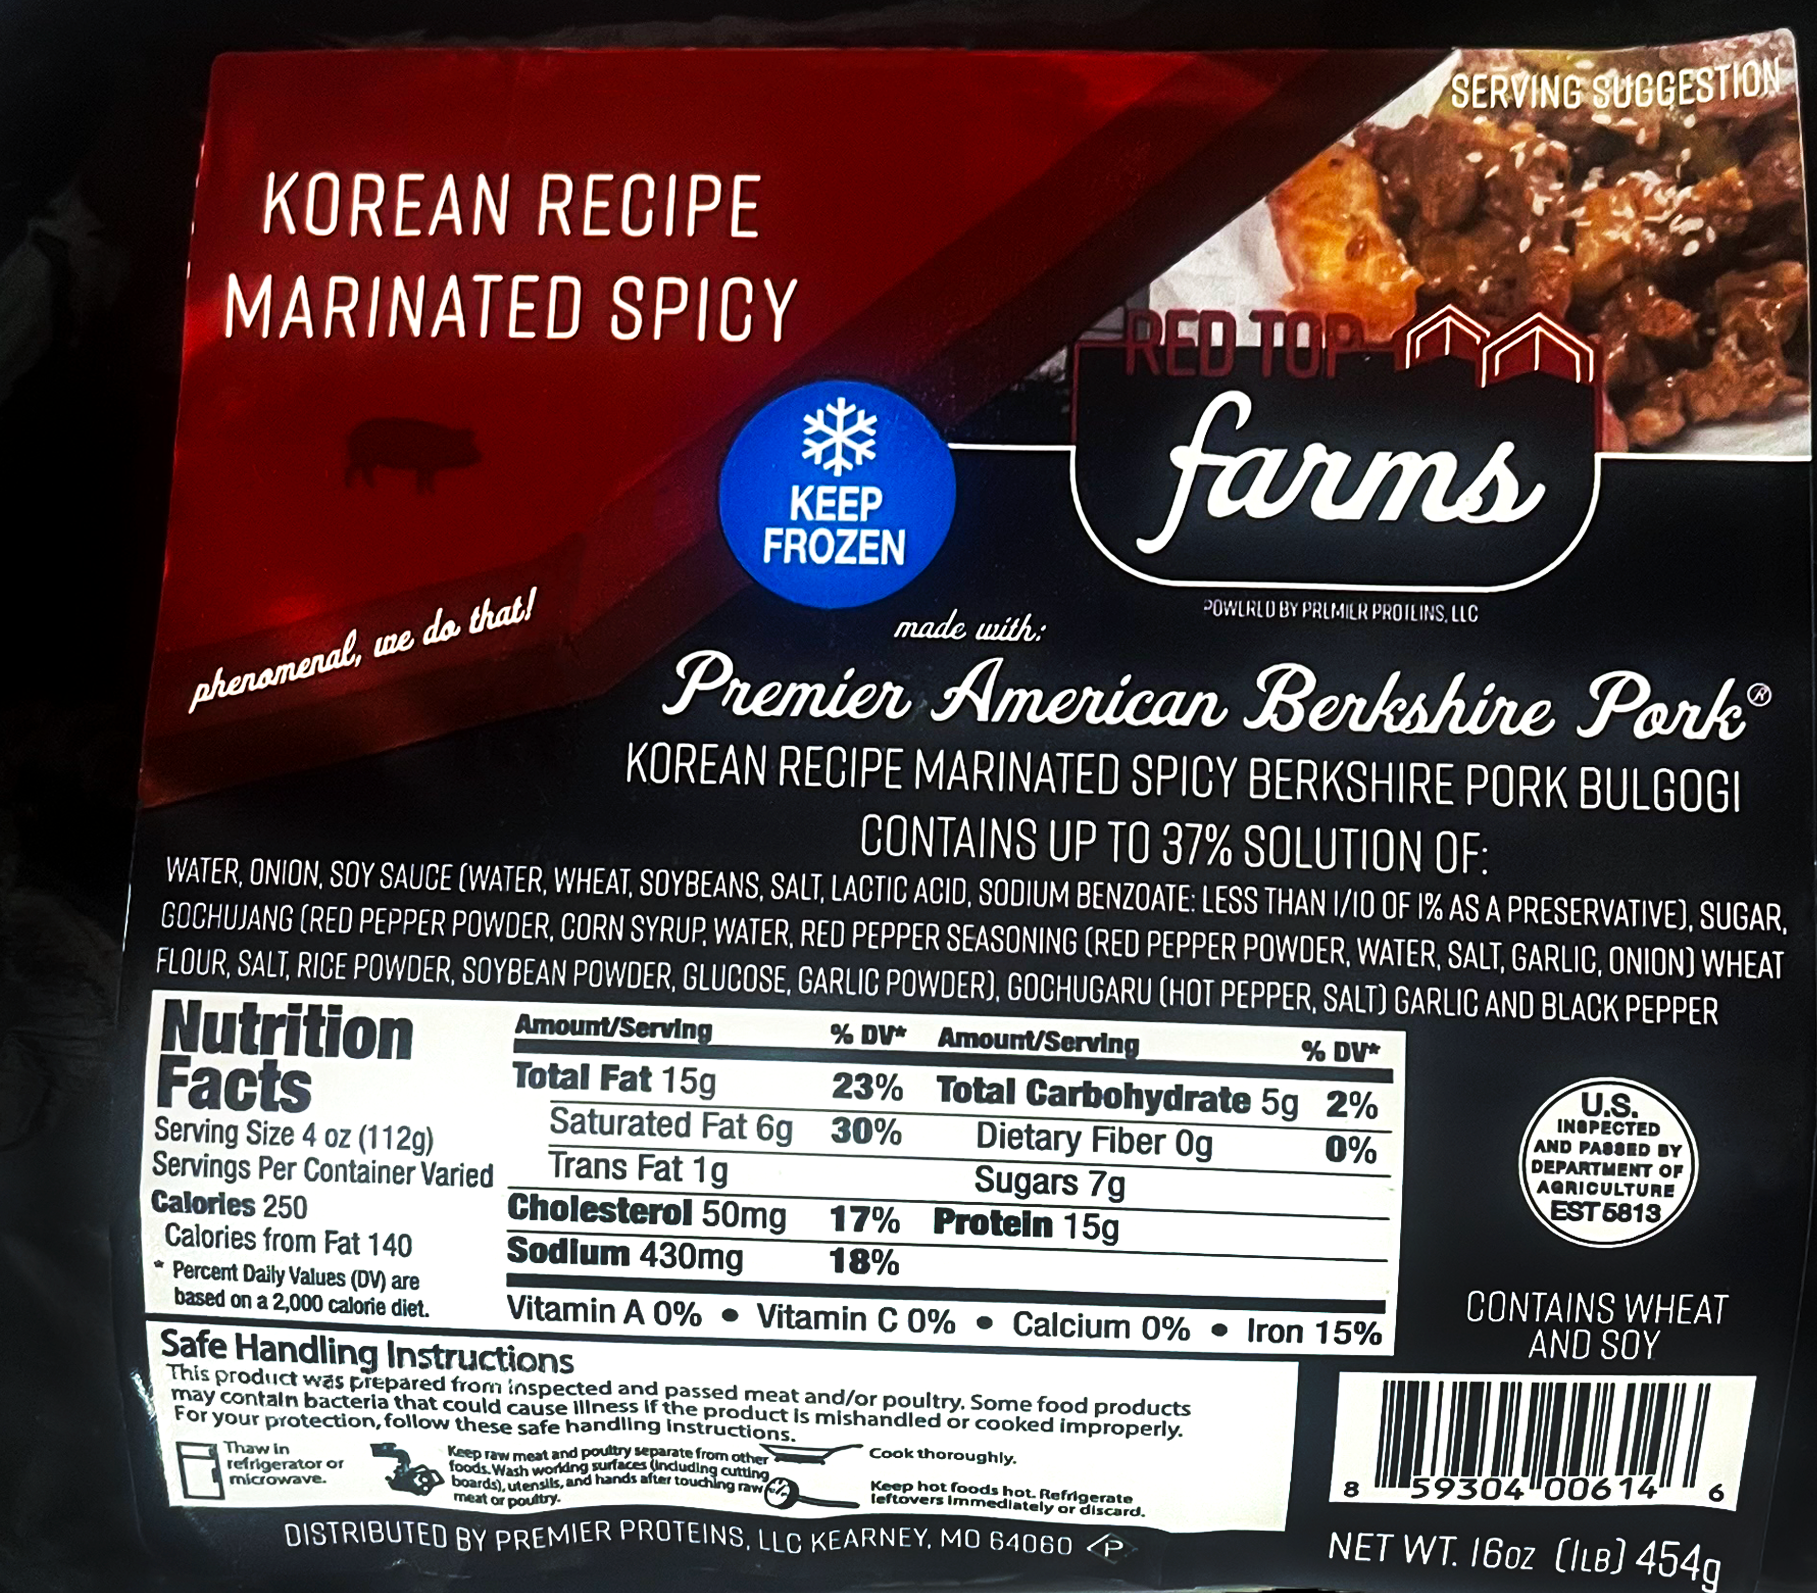 SERVING SUGGESTION
KOREAN RECIPE
MARINATED SPICY
RED TOP
farms
KEEP
FROZEN
POWERED BY PREMIER PROTEINS, LLC
phenomenal, we do that!
made with:
Premier American Berkshire Pork®
KOREAN RECIPE MARINATED SPICY BERKSHIRE PORK BULGOGI
CONTAINS UP TO 37% SOLUTION OF:
WATER, ONION, SOY SAUCE (WATER, WHEAT, SOYBEANS, SALT, LACTIC ACID, SODIUM BENZOATE: LESS THAN 1/10 OF 1% AS A PRESERVATIVE), SUGAR,
GOCHUJANG (RED PEPPER POWDER, CORN SYRUP, WATER, RED PEPPER SEASONING (RED PEPPER POWDER, WATER, SALT, GARLIC, ONION) WHEAT
FLOUR, SALT, RICE POWDER, SOYBEAN POWDER, GLUCOSE, GARLIC POWDER), GOCHUGARU (HOT PEPPER, SALT) GARLIC AND BLACK PEPPER
Nutrition
Facts
Serving Size 4 oz (112g)
Servings Per Container Varied
Calories 250
Calories from Fat 140
* Percent Daily Values (DV) are
based on a 2,000 calorie diet.
Amount/Serving % DV* Amount/Serving % DV*
Total Fat 15g 23% Total Carbohydrate 5g 2%
Saturated Fat 6g 30% Dietary Fiber 0g 0%
Trans Fat 1g Sugars 7g
Cholesterol 50mg 17% Protein 15g
Sodium 430mg 18%
Vitamin A 0% • Vitamin C 0% • Calcium 0% • Iron 15%
U.S.
INSPECTED
AND PASSED BY
DEPARTMENT OF
AGRICULTURE
EST 5813
CONTAINS WHEAT
AND SOY
Safe Handling Instructions
This product was prepared from inspected and passed meat and/or poultry. Some food products
may contain bacteria that could cause illness if the product is mishandled or cooked improperly.
For your protection, follow these safe handling instructions.
Thaw in
refrigerator or
microwave.
Keep raw meat and poultry separate from other
foods. Wash working surfaces (including cutting
boards), utensils, and hands after touching raw
meat or poultry.
Cook thoroughly.
Keep hot foods hot. Refrigerate
leftovers immediately or discard.
8 59304 00614 6
DISTRIBUTED BY PREMIER PROTEINS, LLC KEARNEY, MO 64060 P
NET WT. 16oz (1LB) 454g